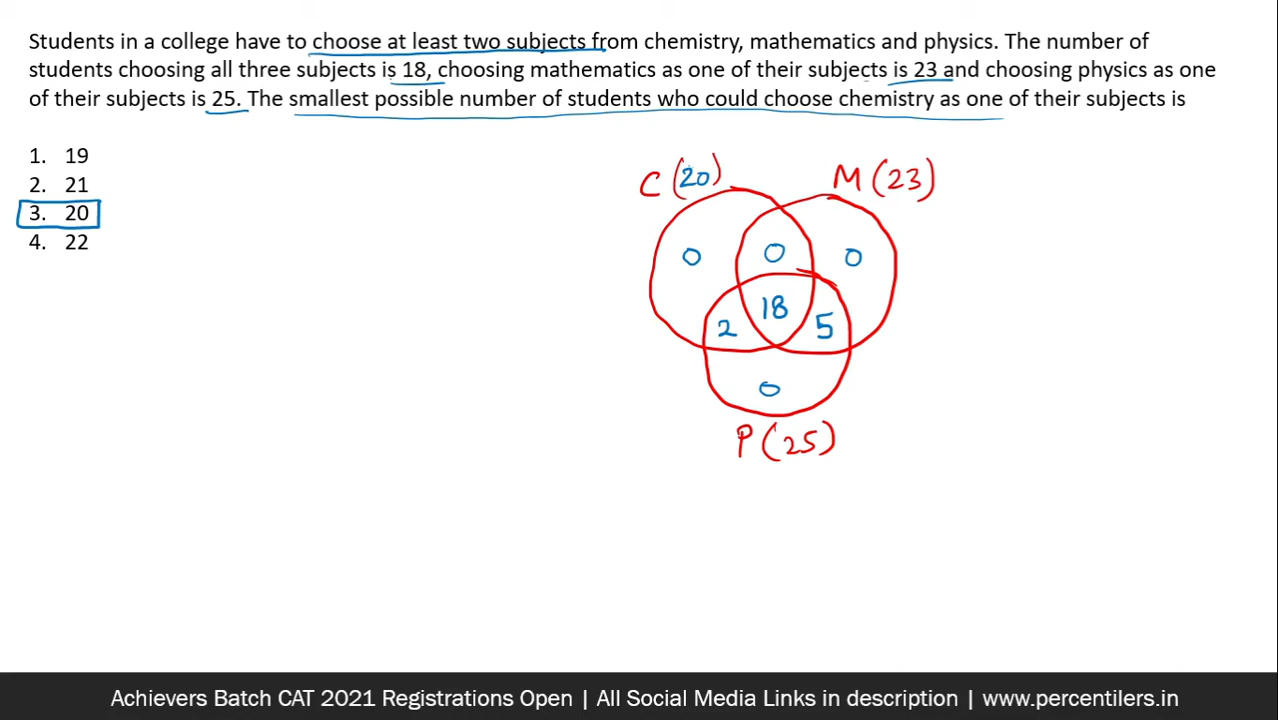 Students in a college have to choose at least two subjects from chemistry, mathematics and physics. The number of
students choosing all three subjects is 18, choosing mathematics as one of their subjects is 23 and choosing physics as one
of their subjects is 25. The smallest possible number of students who could choose chemistry as one of their subjects is
1. 19
2. 21
3. 20
4. 22
C (20) M (23)
0 0 0
18
2 5
0
P (25)
Achievers Batch CAT 2021 Registrations Open | All Social Media Links in description | www.percentilers.in